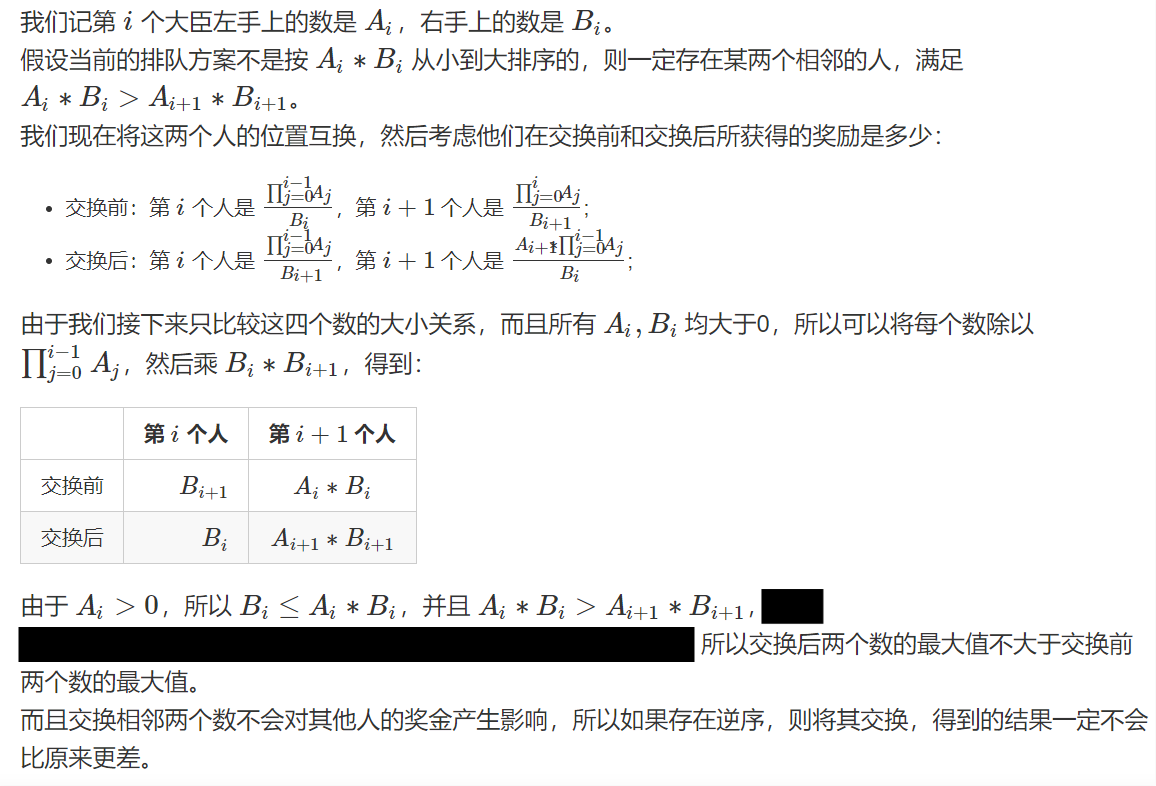 我们记第 i 个大臣左手上的数是 A_i，右手上的数是 B_i。
假设当前的排队方案不是按 A_i ∗ B_i 从小到大排序的，则一定存在某两个相邻的人，满足
A_i ∗ B_i > A_{i+1} ∗ B_{i+1}。
我们现在将这两个人的位置互换，然后考虑他们在交换前和交换后所获得的奖励是多少：
• 交换前：第 i 个人是 \frac{∏_{j=0}^{i−1} A_j}{B_i}，第 i + 1 个人是 \frac{∏_{j=0}^{i} A_j}{B_{i+1}}；
• 交换后：第 i 个人是 \frac{∏_{j=0}^{i−1} A_j}{B_{i+1}}，第 i + 1 个人是 \frac{A_{i+1}∗∏_{j=0}^{i−1} A_j}{B_i}；
由于我们接下来只比较这四个数的大小关系，而且所有 A_i, B_i 均大于0，所以可以将每个数除以
∏_{j=0}^{i−1} A_j，然后乘 B_i ∗ B_{i+1}，得到：
第 i 个人 第 i + 1 个人
交换前 B_{i+1} A_i ∗ B_i
交换后 B_i A_{i+1} ∗ B_{i+1}
由于 A_i > 0，所以 B_i ≤ A_i ∗ B_i，并且 A_i ∗ B_i > A_{i+1} ∗ B_{i+1}，
所以交换后两个数的最大值不大于交换前
两个数的最大值。
而且交换相邻两个数不会对其他人的奖金产生影响，所以如果存在逆序，则将其交换，得到的结果一定不会
比原来更差。